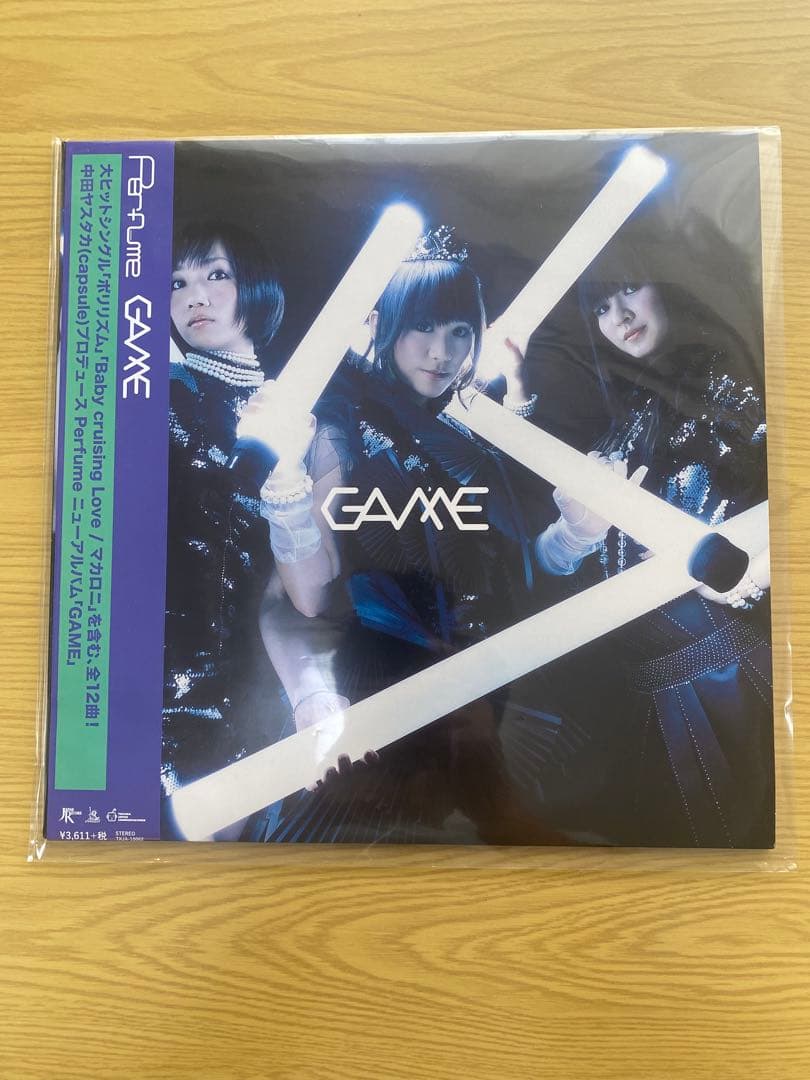 Perfume GAME
大ヒットシングル「ポリリズム」「Baby cruising Love / マカロニ」を含む、全12曲!
中田ヤスタカ(capsule)プロデュース Perfume ニューアルバム「GAME」
GAME
¥3,611+税
STEREO